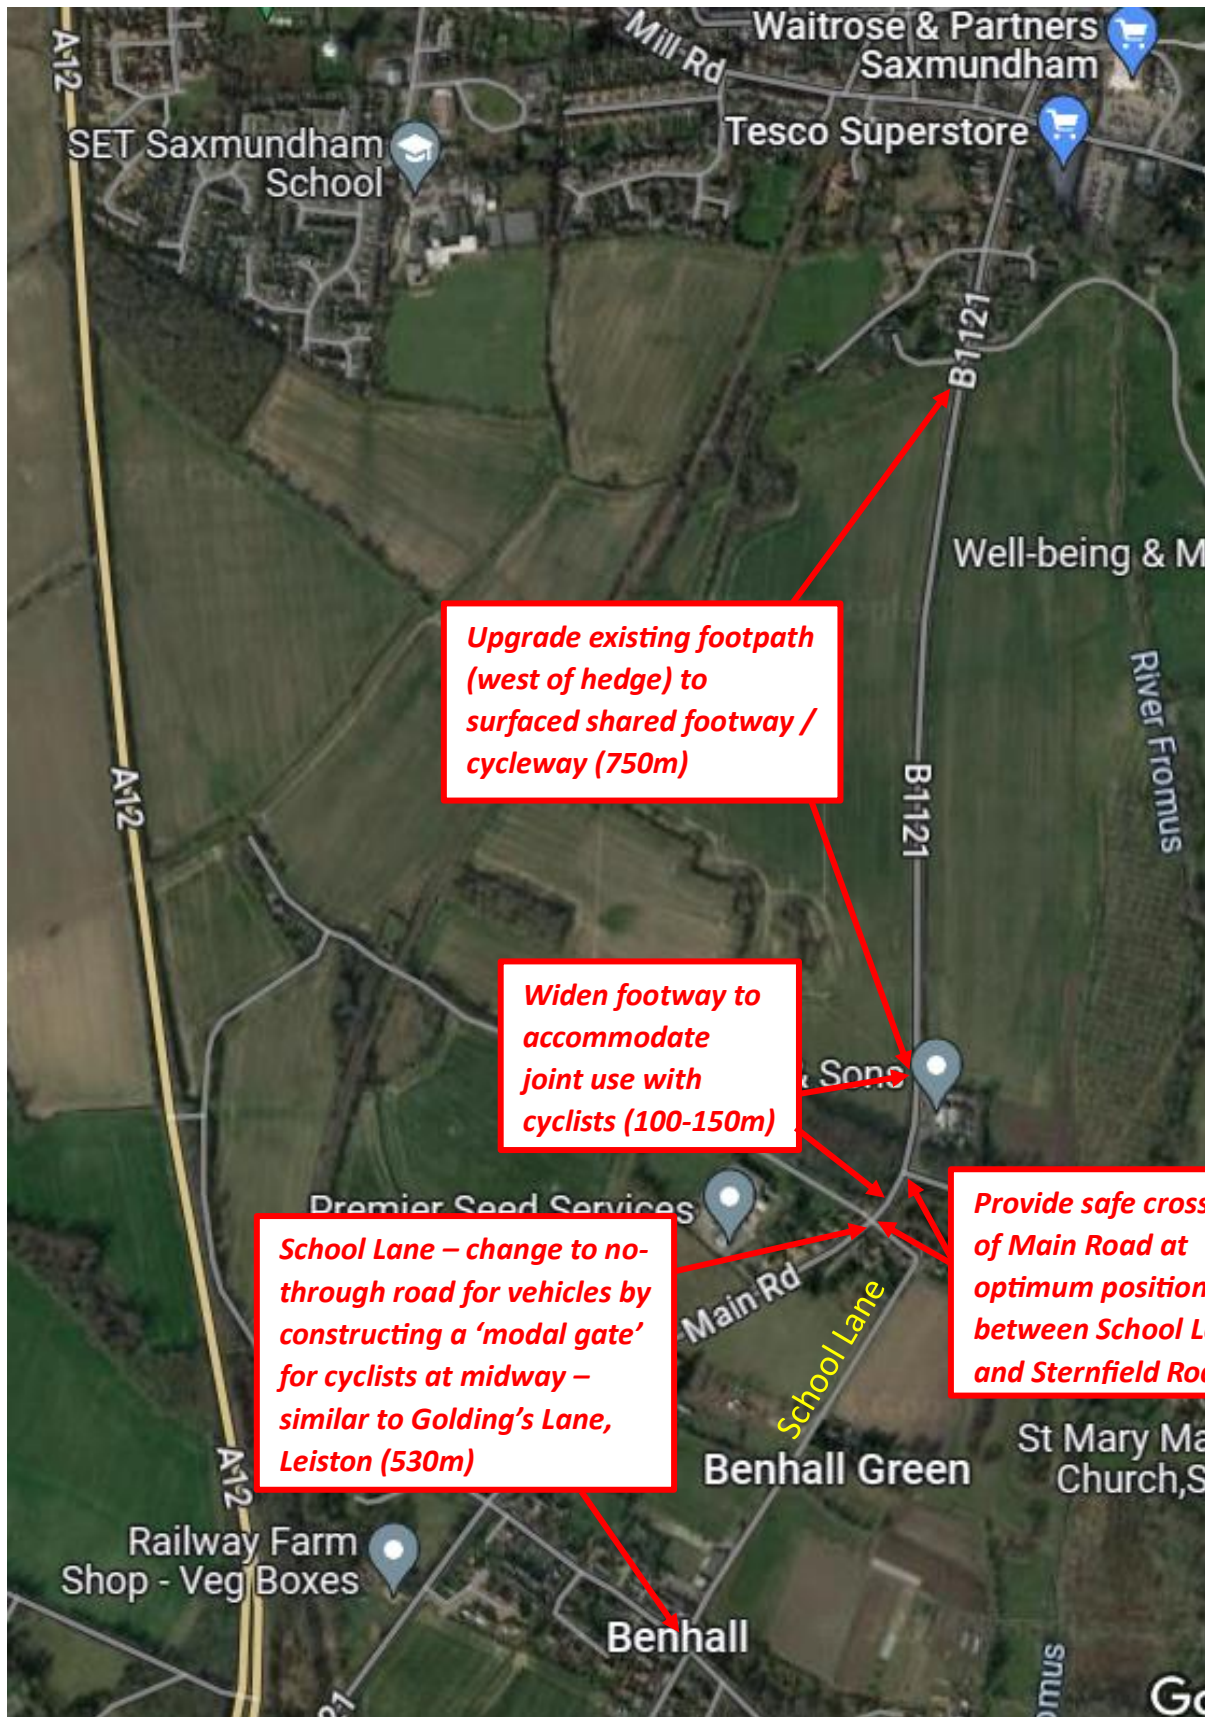 A12
Mill Rd
Waitrose & Partners
Saxmundham
Tesco Superstore
SET Saxmundham
School
B1121
Well-being & M
Upgrade existing footpath
(west of hedge) to
surfaced shared footway /
cycleway (750m)
River Fromus
A12
B1121
Widen footway to
accommodate
joint use with
cyclists (100-150m)
& Sons
Premier Seed Services
Provide safe cross
of Main Road at
optimum position
between School L
and Sternfield Ro
School Lane – change to no-
through road for vehicles by
constructing a ‘modal gate’
for cyclists at midway –
similar to Golding’s Lane,
Leiston (530m)
Main Rd
School Lane
A12
Benhall Green
St Mary Ma
Church,S
Railway Farm
Shop - Veg Boxes
Benhall
omus
Go